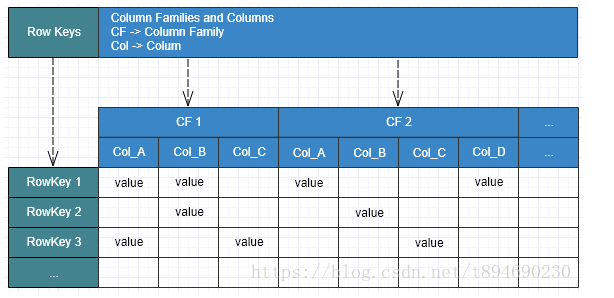 Row Keys
Column Families and Columns
CF -> Column Family
Col -> Colum
CF 1 CF 2 ...
Col_A Col_B Col_C Col_A Col_B Col_C Col_D ...
RowKey 1 value value value value
RowKey 2 value value
RowKey 3 value value value
...
https://blog.csdn.net/t894690230